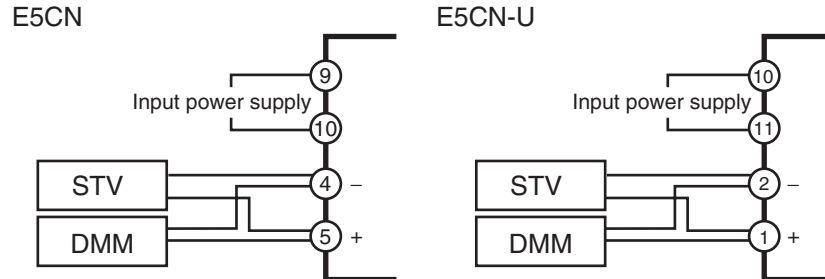 E5CN
9
Input power supply
10
STV
4 –
DMM
5 +
E5CN-U
10
Input power supply
11
STV
2 –
DMM
1 +